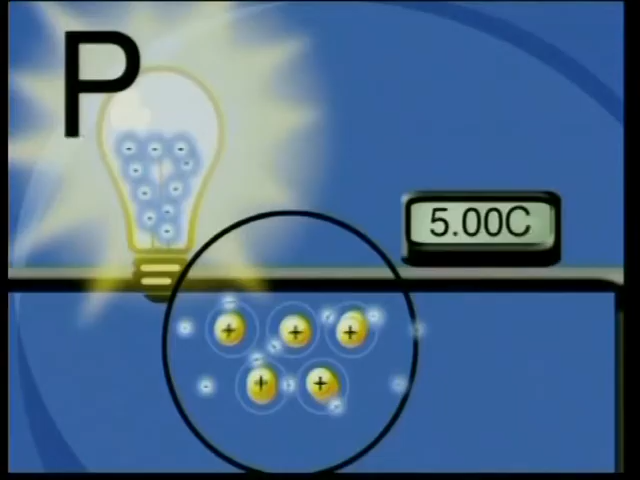 P
5.00C
+ + +
+ +